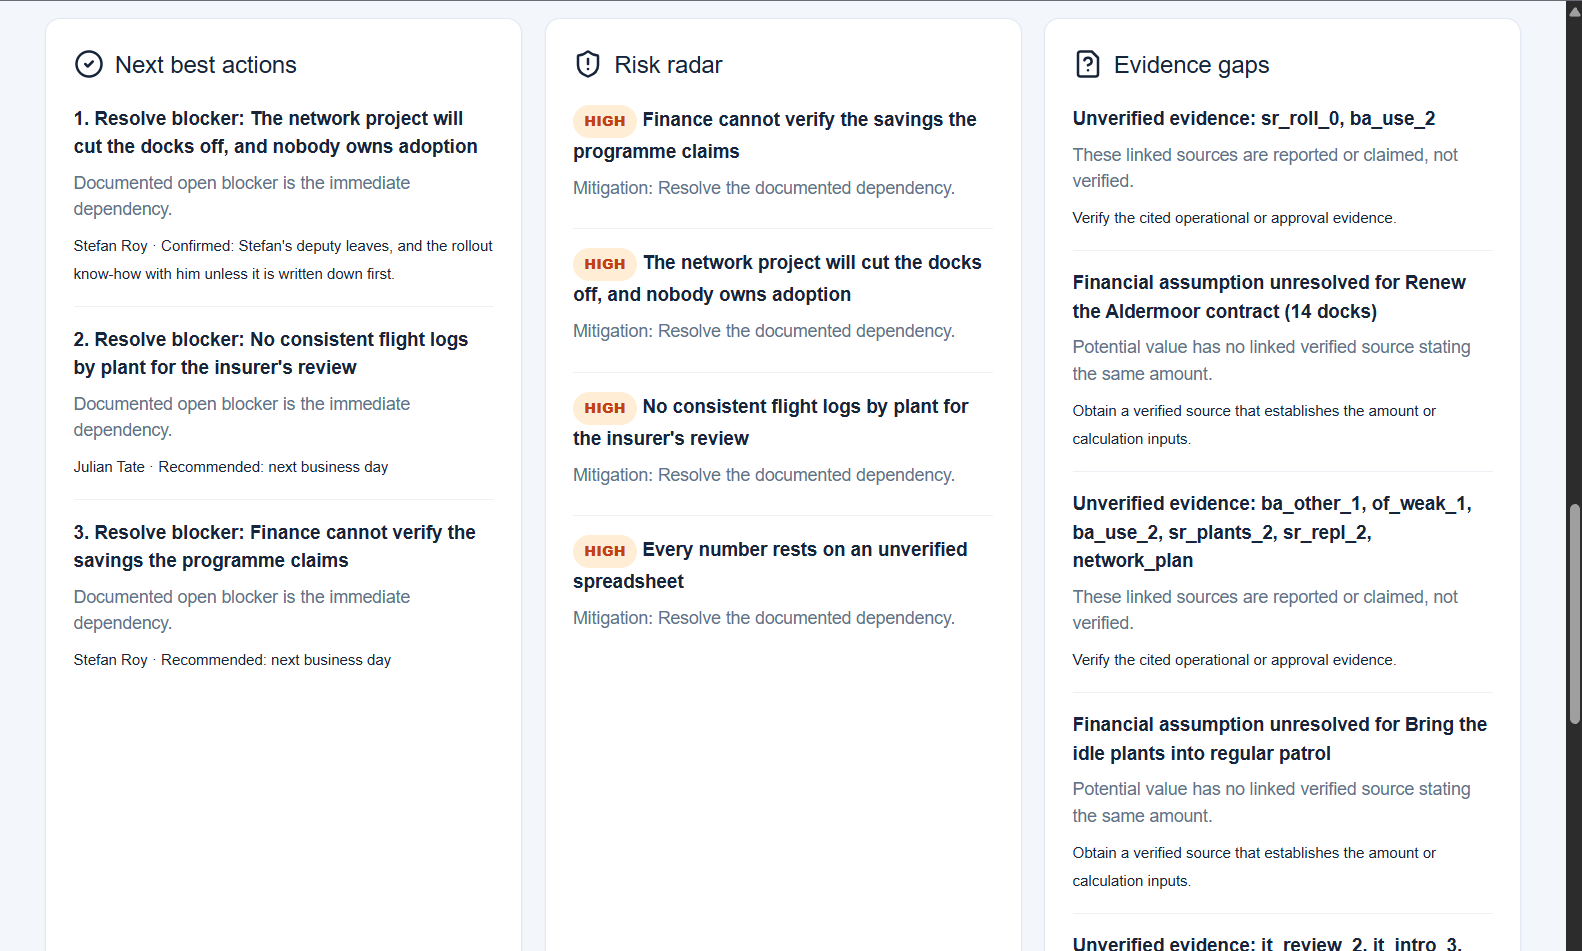 Next best actions
1. Resolve blocker: The network project will
cut the docks off, and nobody owns adoption
Documented open blocker is the immediate
dependency.
Stefan Roy · Confirmed: Stefan's deputy leaves, and the rollout
know-how with him unless it is written down first.
2. Resolve blocker: No consistent flight logs
by plant for the insurer's review
Documented open blocker is the immediate
dependency.
Julian Tate · Recommended: next business day
3. Resolve blocker: Finance cannot verify the
savings the programme claims
Documented open blocker is the immediate
dependency.
Stefan Roy · Recommended: next business day
Risk radar
HIGH Finance cannot verify the savings the
programme claims
Mitigation: Resolve the documented dependency.
HIGH The network project will cut the docks
off, and nobody owns adoption
Mitigation: Resolve the documented dependency.
HIGH No consistent flight logs by plant for
the insurer's review
Mitigation: Resolve the documented dependency.
HIGH Every number rests on an unverified
spreadsheet
Mitigation: Resolve the documented dependency.
Evidence gaps
Unverified evidence: sr_roll_0, ba_use_2
These linked sources are reported or claimed, not
verified.
Verify the cited operational or approval evidence.
Financial assumption unresolved for Renew
the Aldermoor contract (14 docks)
Potential value has no linked verified source stating
the same amount.
Obtain a verified source that establishes the amount or
calculation inputs.
Unverified evidence: ba_other_1, of_weak_1,
ba_use_2, sr_plants_2, sr_repl_2,
network_plan
These linked sources are reported or claimed, not
verified.
Verify the cited operational or approval evidence.
Financial assumption unresolved for Bring the
idle plants into regular patrol
Potential value has no linked verified source stating
the same amount.
Obtain a verified source that establishes the amount or
calculation inputs.
Unverified evidence: it_review_2, it_intro_3,